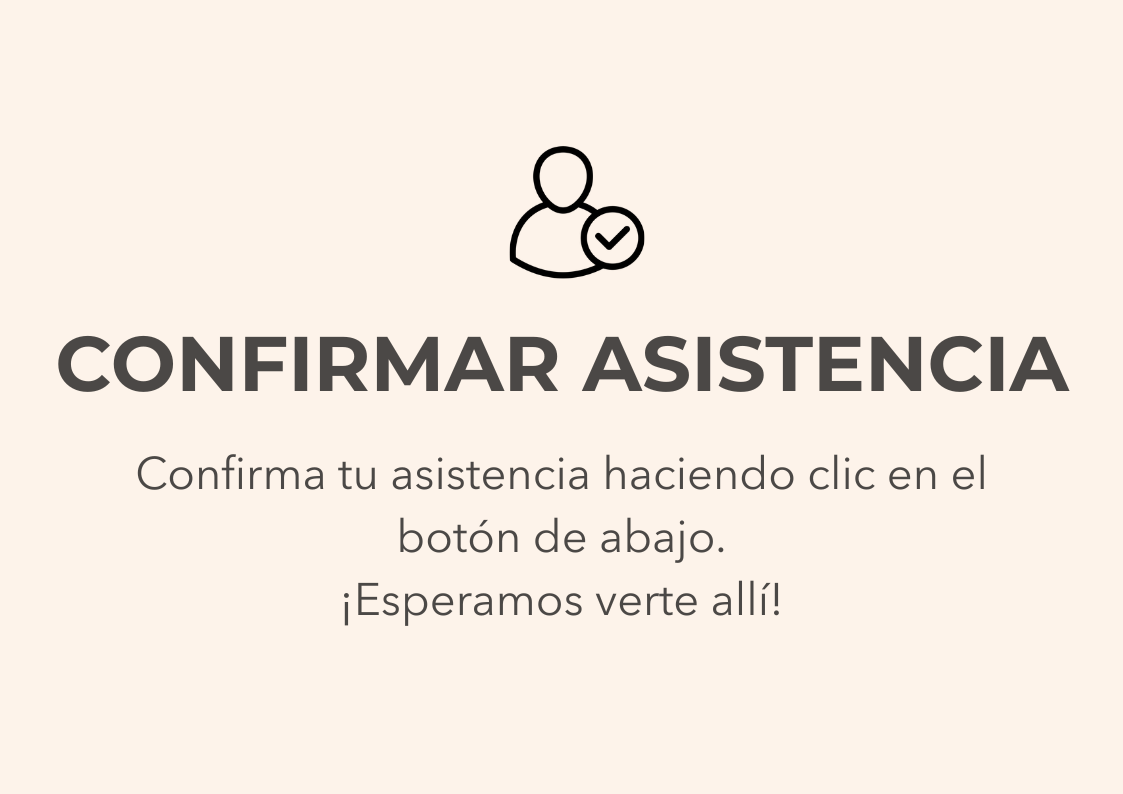 CONFIRMAR ASISTENCIA
Confirma tu asistencia haciendo clic en el
botón de abajo.
¡Esperamos verte allí!